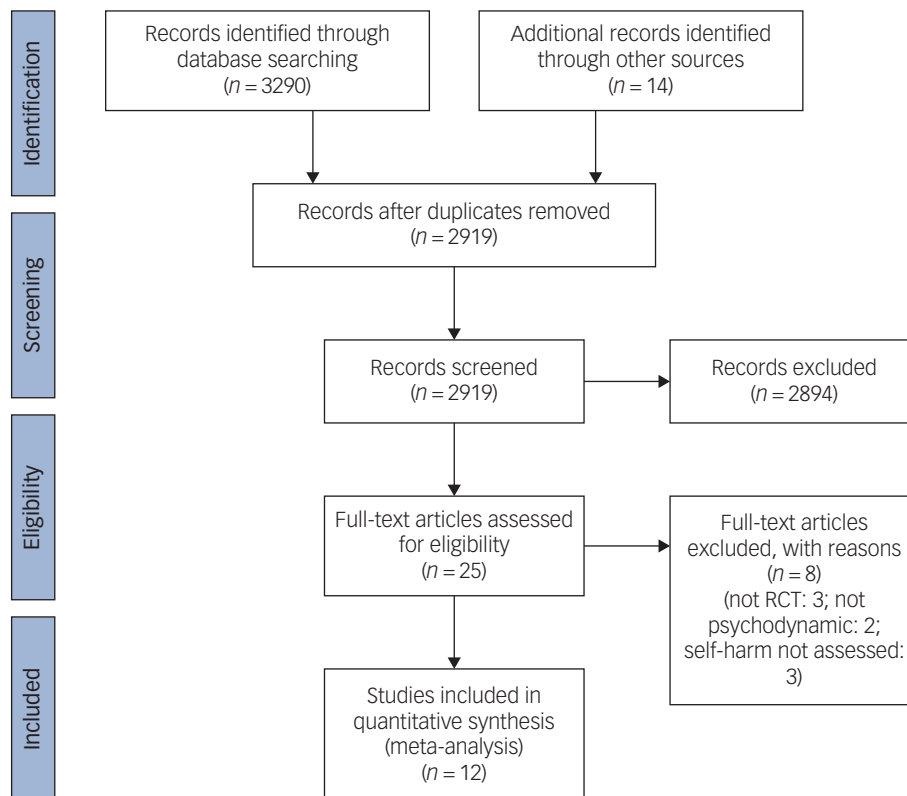 Identification
Records identified through
database searching
(n = 3290)
Additional records identified
through other sources
(n = 14)
Records after duplicates removed
(n = 2919)
Screening
Records screened
(n = 2919)
Records excluded
(n = 2894)
Eligibility
Full-text articles assessed
for eligibility
(n = 25)
Full-text articles
excluded, with reasons
(n = 8)
(not RCT: 3; not
psychodynamic: 2;
self-harm not assessed:
3)
Included
Studies included in
quantitative synthesis
(meta-analysis)
(n = 12)